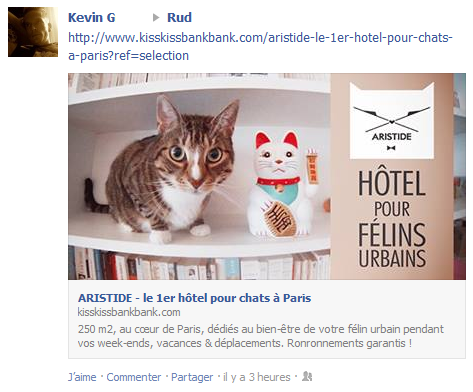 Kevin G Rud
http://www.kisskissbankbank.com/aristide-le-1er-hotel-pour-chats-
a-paris?ref=selection
ARISTIDE
HÔTEL
POUR
FÉLINS
URBAINS
ARISTIDE - le 1er hôtel pour chats à Paris
kisskissbankbank.com
250 m2, au cœur de Paris, dédiés au bien-être de votre félin urbain pendant
vos week-ends, vacances & déplacements. Ronronnements garantis !
J'aime · Commenter · Partager · il y a 3 heures ·